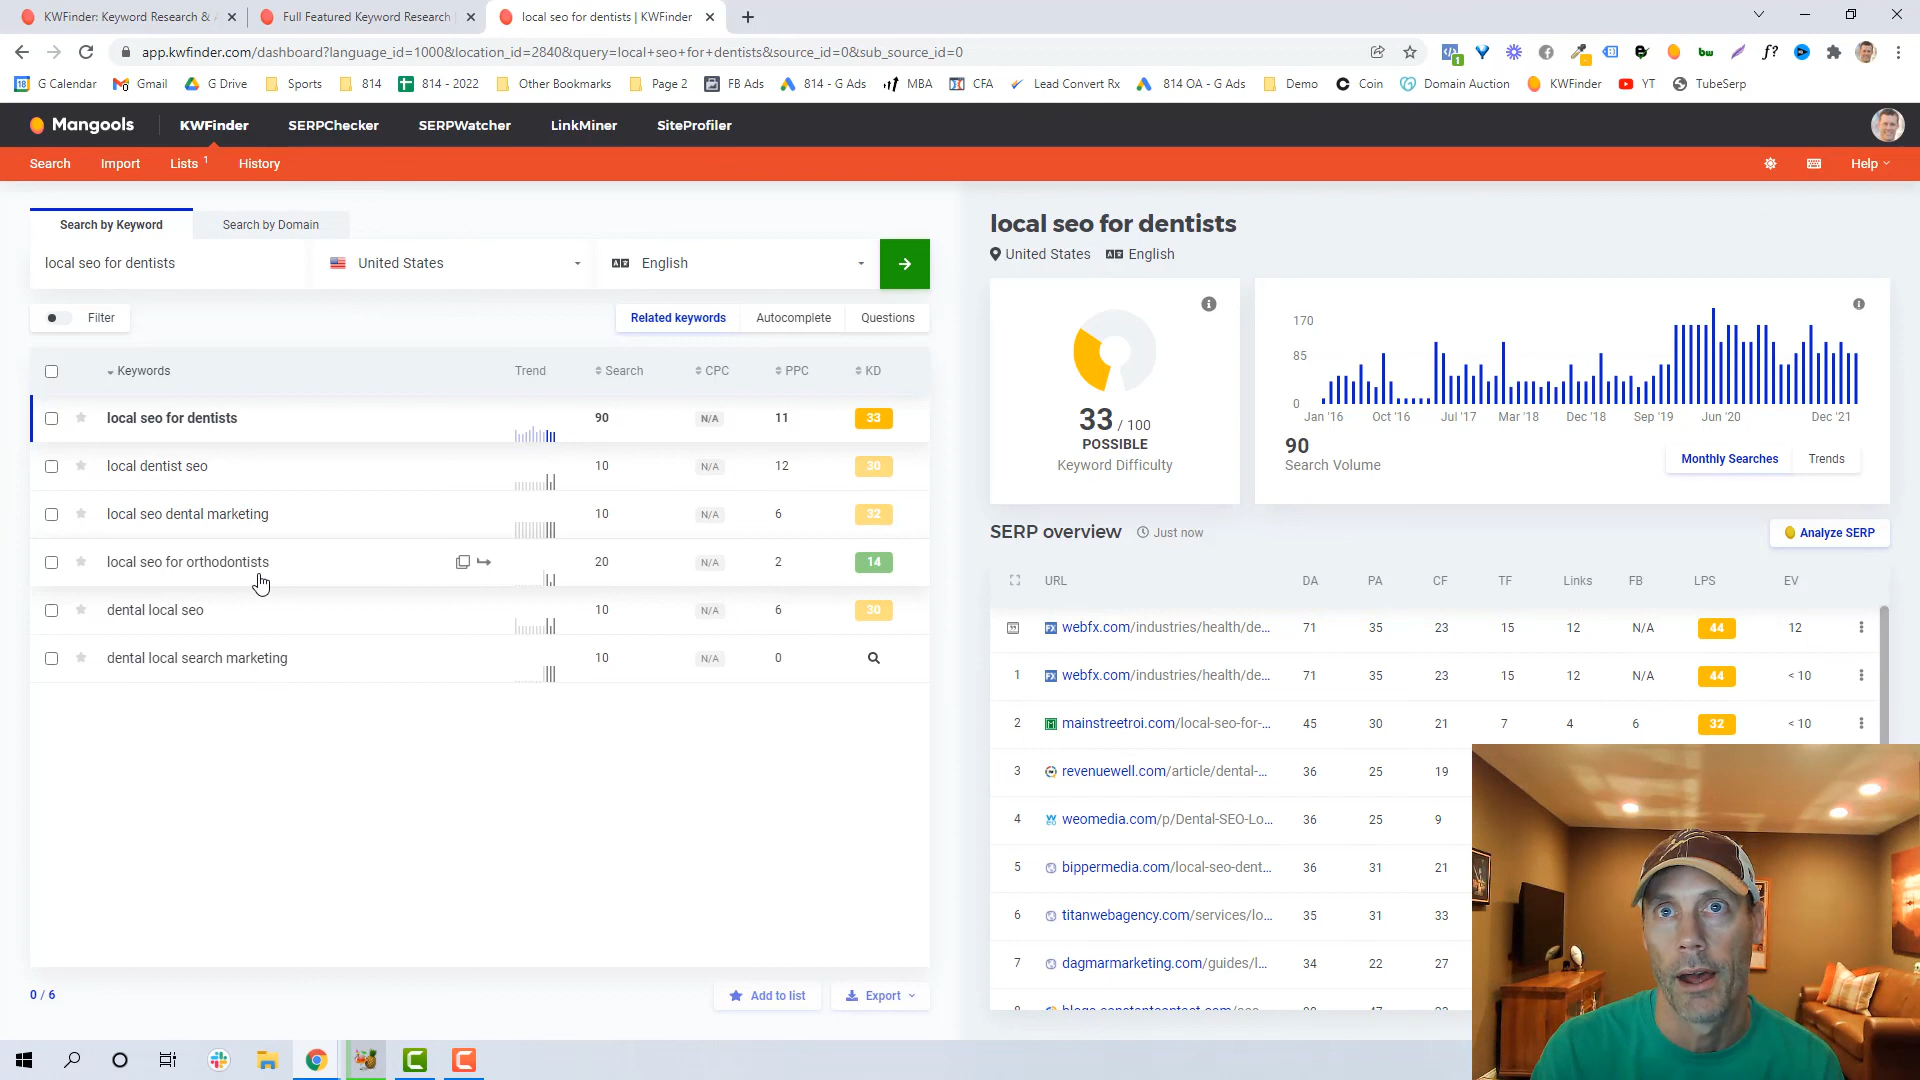 KWFinder: Keyword Research &
Full Featured Keyword Research
local seo for dentists | KWFinder
app.kwfinder.com/dashboard?language_id=1000&location_id=2840&query=local+seo+for+dentists&source_id=0&sub_source_id=0
G Calendar
Gmail
G Drive
Sports
814
814 - 2022
Other Bookmarks
Page 2
FB Ads
814 - G Ads
MBA
CFA
Lead Convert Rx
814 OA - G Ads
Demo
Coin
Domain Auction
KWFinder
YT
TubeSerp
Mangools
KWFinder
SERPChecker
SERPWatcher
LinkMiner
SiteProfiler
Search
Import
Lists 1
History
Help
Search by Keyword
Search by Domain
local seo for dentists
United States
English
Filter
Related keywords
Autocomplete
Questions
Keywords Trend Search CPC PPC KD
local seo for dentists 90 N/A 11 33
local dentist seo 10 N/A 12 30
local seo dental marketing 10 N/A 6 32
local seo for orthodontists 20 N/A 2 14
dental local seo 10 N/A 6 30
dental local search marketing 10 N/A 0
0 / 6
Add to list
Export
local seo for dentists
United States English
33 / 100
POSSIBLE
Keyword Difficulty
170
85
0
Jan '16 Oct '16 Jul '17 Mar '18 Dec '18 Sep '19 Jun '20 Dec '21
90
Search Volume
Monthly Searches
Trends
SERP overview
Just now
Analyze SERP
URL DA PA CF TF Links FB LPS EV
webfx.com/industries/health/de... 71 35 23 15 12 N/A 44 12
1 webfx.com/industries/health/de... 71 35 23 15 12 N/A 44 < 10
2 mainstreetroi.com/local-seo-for-... 45 30 21 7 4 6 32 < 10
3 revenuewell.com/article/dental-... 36 25 19
4 weomedia.com/p/Dental-SEO-Lo... 36 25 9
5 bippermedia.com/local-seo-dent... 36 31 21
6 titanwebagency.com/services/lo... 35 31 33
7 dagmarmarketing.com/guides/l... 34 22 27